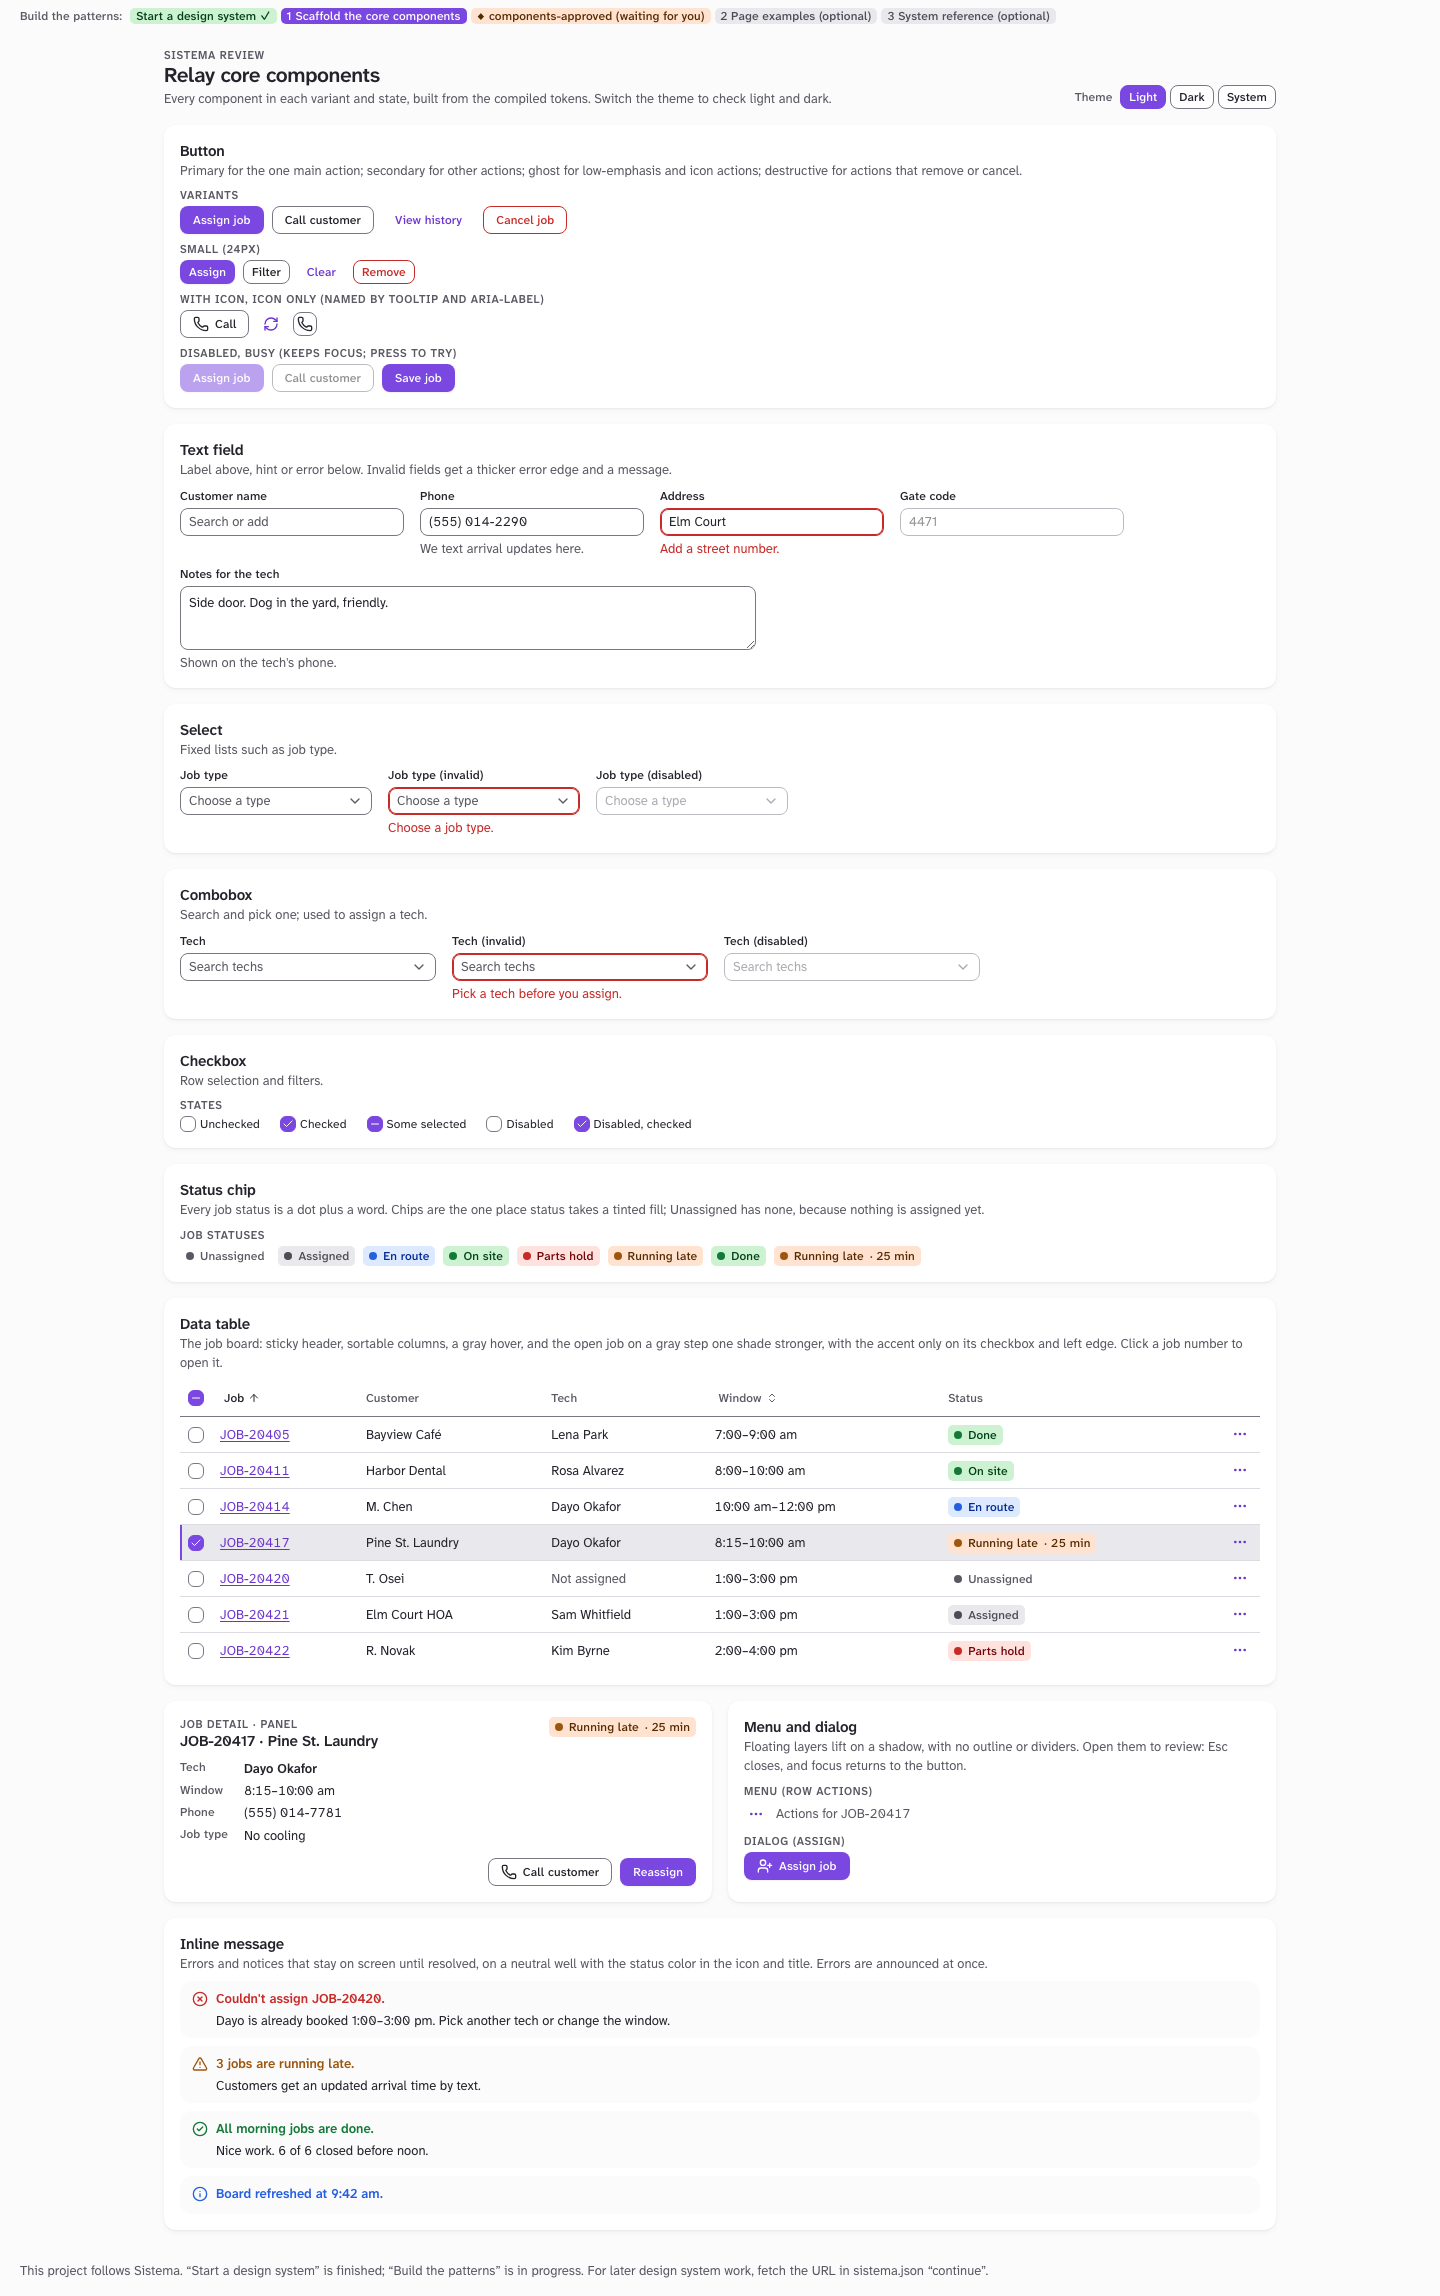 Build the patterns: Start a design system ✓ 1 Scaffold the core components ◆ components-approved (waiting for you) 2 Page examples (optional) 3 System reference (optional)
SISTEMA REVIEW
Relay core components
Every component in each variant and state, built from the compiled tokens. Switch the theme to check light and dark.
Theme Light Dark System
Button
Primary for the one main action; secondary for other actions; ghost for low-emphasis and icon actions; destructive for actions that remove or cancel.
VARIANTS
Assign job Call customer View history Cancel job
SMALL (24PX)
Assign Filter Clear Remove
WITH ICON, ICON ONLY (NAMED BY TOOLTIP AND ARIA-LABEL)
Call
DISABLED, BUSY (KEEPS FOCUS; PRESS TO TRY)
Assign job Call customer Save job
Text field
Label above, hint or error below. Invalid fields get a thicker error edge and a message.
Customer name Phone Address Gate code
Search or add (555) 014-2290 Elm Court 4471
We text arrival updates here. Add a street number.
Notes for the tech
Side door. Dog in the yard, friendly.
Shown on the tech's phone.
Select
Fixed lists such as job type.
Job type Job type (invalid) Job type (disabled)
Choose a type Choose a type Choose a type
Choose a job type.
Combobox
Search and pick one; used to assign a tech.
Tech Tech (invalid) Tech (disabled)
Search techs Search techs Search techs
Pick a tech before you assign.
Checkbox
Row selection and filters.
STATES
Unchecked Checked Some selected Disabled Disabled, checked
Status chip
Every job status is a dot plus a word. Chips are the one place status takes a tinted fill; Unassigned has none, because nothing is assigned yet.
JOB STATUSES
Unassigned Assigned En route On site Parts hold Running late Done Running late · 25 min
Data table
The job board: sticky header, sortable columns, a gray hover, and the open job on a gray step one shade stronger, with the accent only on its checkbox and left edge. Click a job number to
open it.
Job ↑ Customer Tech Window Status
JOB-20405 Bayview Café Lena Park 7:00–9:00 am Done
JOB-20411 Harbor Dental Rosa Alvarez 8:00–10:00 am On site
JOB-20414 M. Chen Dayo Okafor 10:00 am–12:00 pm En route
JOB-20417 Pine St. Laundry Dayo Okafor 8:15–10:00 am Running late · 25 min
JOB-20420 T. Osei Not assigned 1:00–3:00 pm Unassigned
JOB-20421 Elm Court HOA Sam Whitfield 1:00–3:00 pm Assigned
JOB-20422 R. Novak Kim Byrne 2:00–4:00 pm Parts hold
JOB DETAIL · PANEL Running late · 25 min
JOB-20417 · Pine St. Laundry
Tech Dayo Okafor
Window 8:15–10:00 am
Phone (555) 014-7781
Job type No cooling
Call customer Reassign
Menu and dialog
Floating layers lift on a shadow, with no outline or dividers. Open them to review: Esc
closes, and focus returns to the button.
MENU (ROW ACTIONS)
Actions for JOB-20417
DIALOG (ASSIGN)
Assign job
Inline message
Errors and notices that stay on screen until resolved, on a neutral well with the status color in the icon and title. Errors are announced at once.
Couldn't assign JOB-20420.
Dayo is already booked 1:00–3:00 pm. Pick another tech or change the window.
3 jobs are running late.
Customers get an updated arrival time by text.
All morning jobs are done.
Nice work. 6 of 6 closed before noon.
Board refreshed at 9:42 am.
This project follows Sistema. “Start a design system” is finished; “Build the patterns” is in progress. For later design system work, fetch the URL in sistema.json “continue”.